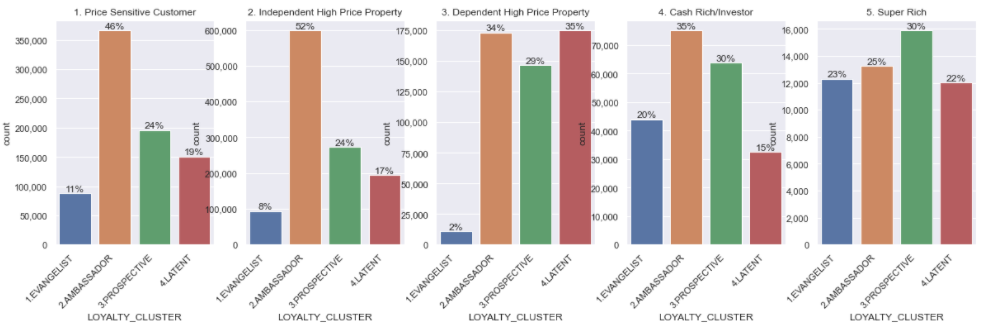 1. Price Sensitive Customer
46%
24%
19%
11%
350,000
300,000
250,000
200,000
150,000
100,000
50,000
0
count
1.EVANGELIST
2.AMBASSADOR
3.PROSPECTIVE
4.LATENT
LOYALTY_CLUSTER
2. Independent High Price Property
52%
24%
17%
8%
600,000
500,000
400,000
300,000
200,000
100,000
0
count
1.EVANGELIST
2.AMBASSADOR
3.PROSPECTIVE
4.LATENT
LOYALTY_CLUSTER
3. Dependent High Price Property
34%
35%
29%
2%
175,000
150,000
125,000
100,000
75,000
50,000
25,000
0
count
1.EVANGELIST
2.AMBASSADOR
3.PROSPECTIVE
4.LATENT
LOYALTY_CLUSTER
4. Cash Rich/Investor
35%
30%
20%
15%
70,000
60,000
50,000
40,000
30,000
20,000
10,000
0
count
1.EVANGELIST
2.AMBASSADOR
3.PROSPECTIVE
4.LATENT
LOYALTY_CLUSTER
5. Super Rich
30%
25%
23%
22%
16,000
14,000
12,000
10,000
8,000
6,000
4,000
2,000
0
count
1.EVANGELIST
2.AMBASSADOR
3.PROSPECTIVE
4.LATENT
LOYALTY_CLUSTER